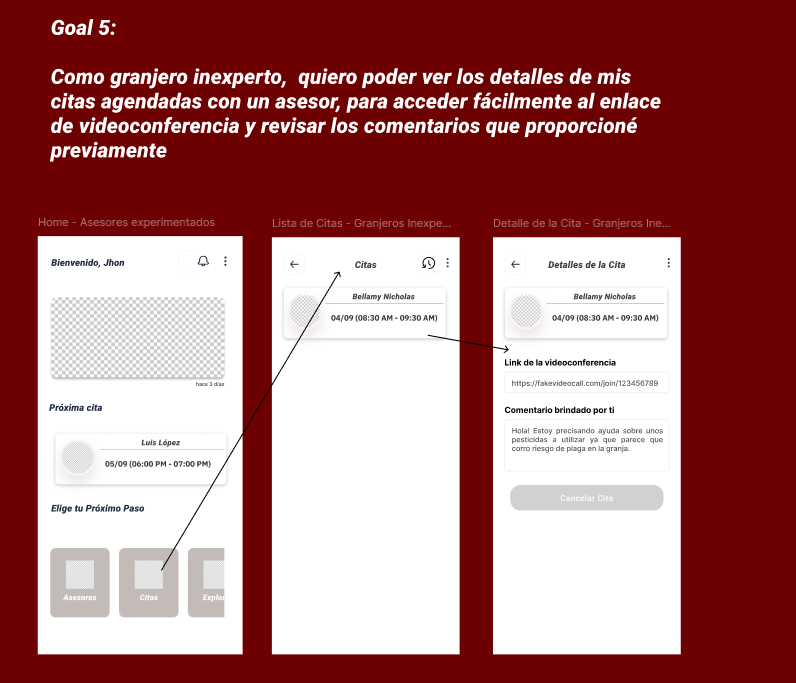 Goal 5:
Como granjero inexperto, quiero poder ver los detalles de mis
citas agendadas con un asesor, para acceder fácilmente al enlace
de videoconferencia y revisar los comentarios que proporcioné
previamente
Home - Asesores experimentados
Bienvenido, Jhon
hace 3 días
Próxima cita
Luis López
05/09 (06:00 PM - 07:00 PM)
Elige tu Próximo Paso
Asesores
Citas
Explor
Lista de Citas - Granjeros Inexpe...
Citas
Bellamy Nicholas
04/09 (08:30 AM - 09:30 AM)
Detalle de la Cita - Granjeros Ine...
Detalles de la Cita
Bellamy Nicholas
04/09 (08:30 AM - 09:30 AM)
Link de la videoconferencia
https://fakevideocall.com/join/123456789
Comentario brindado por ti
Hola! Estoy precisando ayuda sobre unos
pesticidas a utilizar ya que parece que
corro riesgo de plaga en la granja.
Cancelar Cita